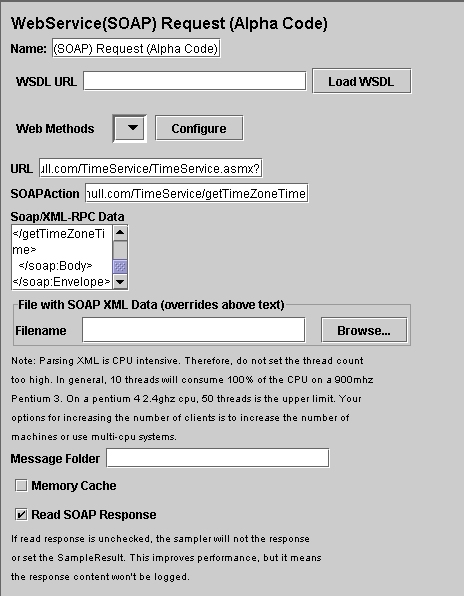 WebService(SOAP) Request (Alpha Code)
Name: (SOAP) Request (Alpha Code)
WSDL URL Load WSDL
Web Methods Configure
URL ull.com/TimeService/TimeService.asmx?
SOAPAction null.com/TimeService/getTimeZoneTime
Soap/XML-RPC Data
</getTimeZoneTi
me>
</soap:Body>
</soap:Envelope>
File with SOAP XML Data (overrides above text)
Filename Browse...
Note: Parsing XML is CPU intensive. Therefore, do not set the thread count
too high. In general, 10 threads will consume 100% of the CPU on a 900mhz
Pentium 3. On a pentium 4 2.4ghz cpu, 50 threads is the upper limit. Your
options for increasing the number of clients is to increase the number of
machines or use multi-cpu systems.
Message Folder
Memory Cache
Read SOAP Response
If read response is unchecked, the sampler will not the response
or set the SampleResult. This improves performance, but it means
the response content won't be logged.